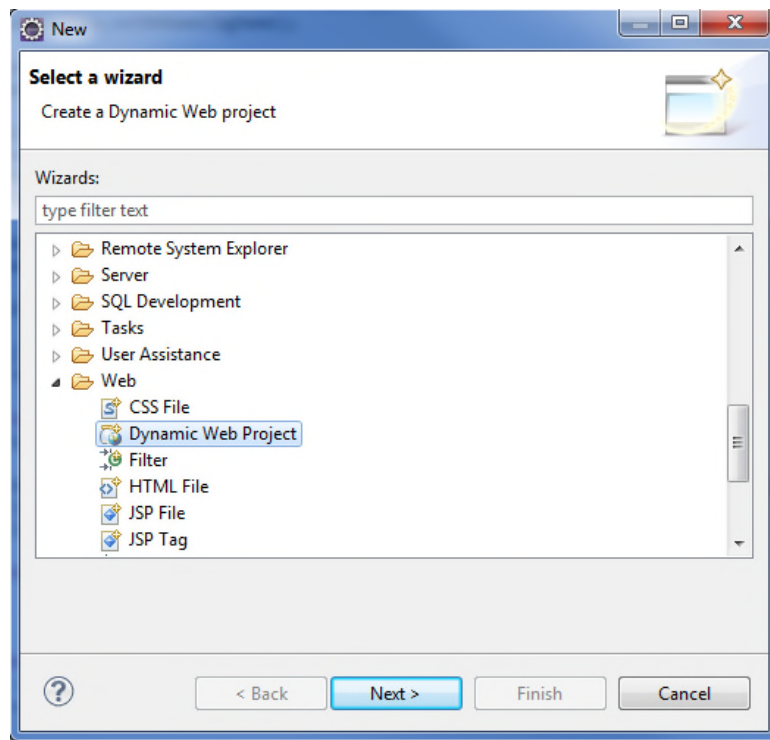 New
Select a wizard
Create a Dynamic Web project
Wizards:
type filter text
Remote System Explorer
Server
SQL Development
Tasks
User Assistance
Web
CSS File
Dynamic Web Project
Filter
HTML File
JSP File
JSP Tag
? < Back Next > Finish Cancel